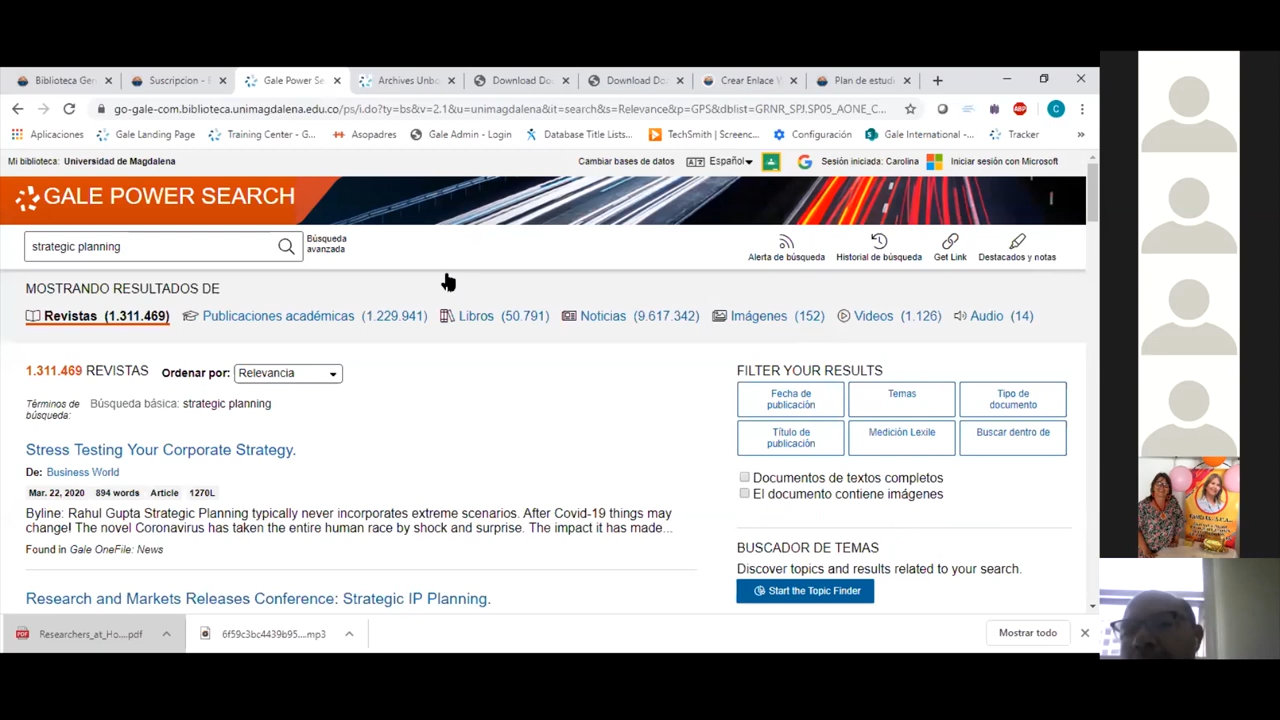 Biblioteca Gen
Suscripcion - B
Gale Power Se
Archives Unbo
Download Do
Download Do
Crear Enlace W
Plan de estudi
go-gale-com.biblioteca.unimagdalena.edu.co/ps/i.do?ty=bs&v=2.1&u=unimagdalena&it=search&s=Relevance&p=GPS&dblist=GRNR_SPJ.SP05_AONE_C...
ABP
C
Aplicaciones
Gale Landing Page
Training Center - G...
Asopadres
Gale Admin - Login
Database Title Lists...
TechSmith | Screenc...
Configuración
Gale International -...
Tracker
Mi biblioteca: Universidad de Magdalena
Cambiar bases de datos
Español
Sesión iniciada: Carolina
Iniciar sesión con Microsoft
GALE POWER SEARCH
strategic planning
Búsqueda
avanzada
Alerta de búsqueda
Historial de búsqueda
Get Link
Destacados y notas
MOSTRANDO RESULTADOS DE
Revistas (1.311.469)
Publicaciones académicas (1.229.941)
Libros (50.791)
Noticias (9.617.342)
Imágenes (152)
Videos (1.126)
Audio (14)
1.311.469 REVISTAS
Ordenar por: Relevancia
Términos de
búsqueda:
Búsqueda básica: strategic planning
Stress Testing Your Corporate Strategy.
De: Business World
Mar. 22, 2020 894 words Article 1270L
Byline: Rahul Gupta Strategic Planning typically never incorporates extreme scenarios. After Covid-19 things may
change! The novel Coronavirus has taken the entire human race by shock and surprise. The impact it has made...
Found in Gale OneFile: News
Research and Markets Releases Conference: Strategic IP Planning.
FILTER YOUR RESULTS
Fecha de
publicación
Temas
Tipo de
documento
Título de
publicación
Medición Lexile
Buscar dentro de
Documentos de textos completos
El documento contiene imágenes
BUSCADOR DE TEMAS
Discover topics and results related to your search.
Start the Topic Finder
Researchers_at_Ho....pdf
6f59c3bc4439b95....mp3
Mostrar todo